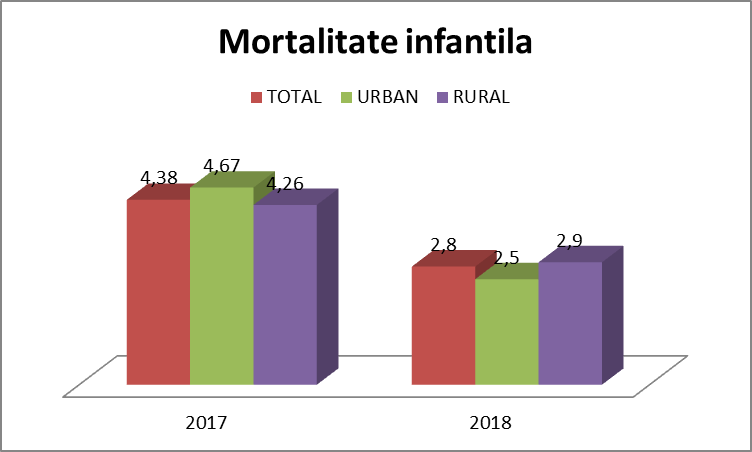 Mortalitate infantila
TOTAL URBAN RURAL
4,38 4,67 4,26
2,8 2,5 2,9
2017 2018